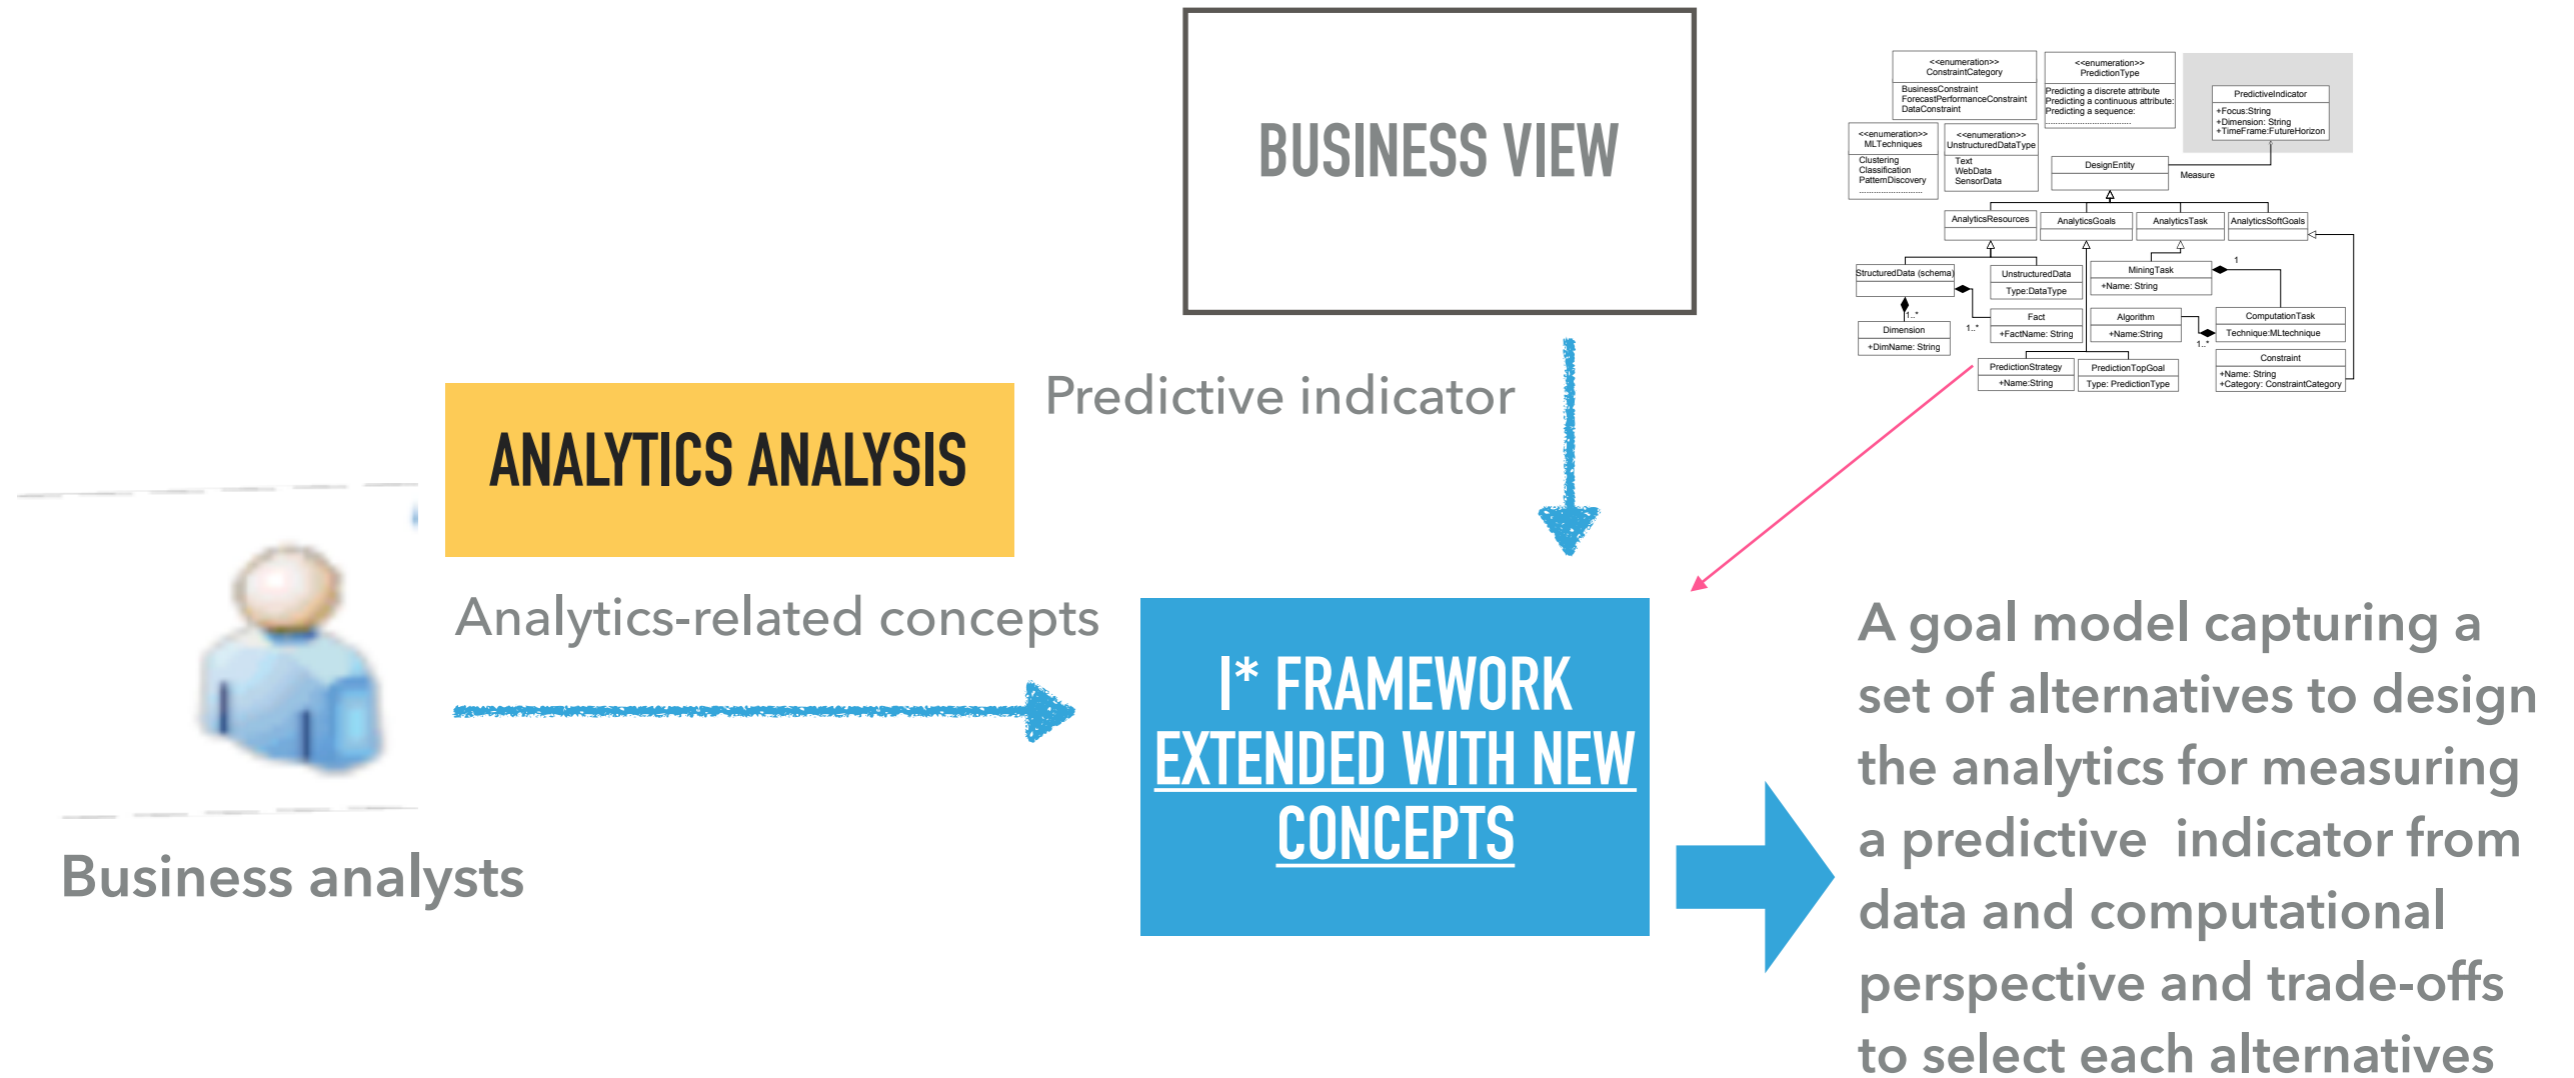 BUSINESS VIEW
<<enumeration>>
ConstraintCategory
BusinessConstraint
ForecastPerformanceConstraint
DataConstraint
<<enumeration>>
PredictionType
Predicting a discrete attribute
Predicting a continuous attribute:
Predicting a sequence:
PredictiveIndicator
+Focus:String
+Dimension: String
+TimeFrame:FutureHorizon
<<enumeration>>
MLTechniques
Clustering
Classification
PatternDiscovery
<<enumeration>>
UnstructuredDataType
Text
WebData
SensorData
DesignEntity
Measure
AnalyticsResources
AnalyticsGoals
AnalyticsTask
AnalyticsSoftGoals
StructuredData (schema)
UnstructuredData
Type:DataType
MiningTask
+Name: String
1
1..*
Dimension
+DimName: String
1..*
Fact
+FactName: String
Algorithm
+Name:String
1..*
ComputationTask
Technique:MLtechnique
Constraint
+Name: String
+Category: ConstraintCategory
PredictionStrategy
+Name:String
PredictionTopGoal
Type: PredictionType
Predictive indicator
ANALYTICS ANALYSIS
Analytics-related concepts
Business analysts
I* FRAMEWORK
EXTENDED WITH NEW
CONCEPTS
A goal model capturing a
set of alternatives to design
the analytics for measuring
a predictive indicator from
data and computational
perspective and trade-offs
to select each alternatives